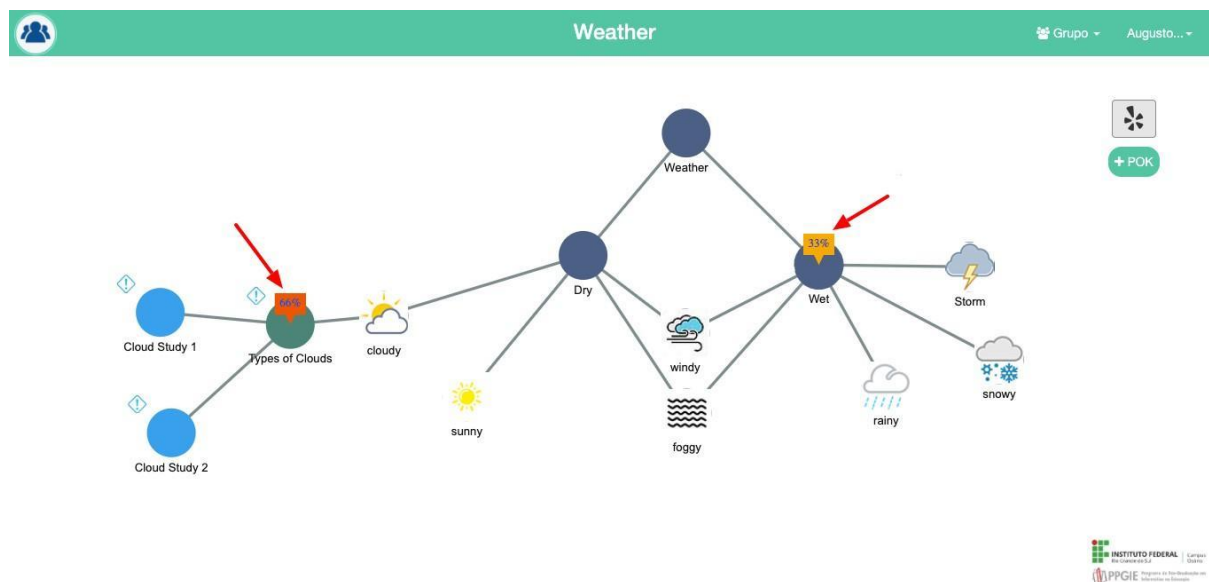 Weather
Grupo
Augusto...
+ POK
Weather
33%
Dry
Wet
Storm
66%
Cloud Study 1
Types of Clouds
cloudy
windy
snowy
sunny
rainy
foggy
Cloud Study 2
INSTITUTO FEDERAL
PPGIE